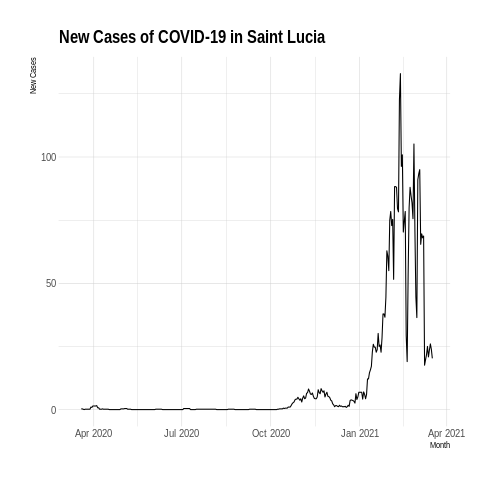 New Cases of COVID-19 in Saint Lucia
New Cases
100
50
0
Apr 2020 Jul 2020 Oct 2020 Jan 2021 Apr 2021
Month